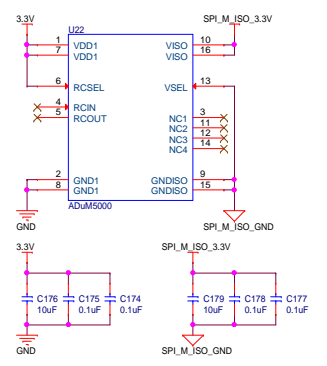 3.3V
U22
SPI_M_ISO_3.3V
1 VDD1 VISO 10
7 VDD1 VISO 16
6 RCSEL VSEL 13
4 RCIN
5 RCOUT
NC1 3
NC2 11
NC3 12
NC4 14
2 GND1 GNDISO 9
8 GND1 GNDISO 15
ADuM5000
GND
SPI_M_ISO_GND
3.3V
SPI_M_ISO_3.3V
C176 C175 C174
10uF 0.1uF 0.1uF
C179 C178 C177
10uF 0.1uF 0.1uF
GND
SPI_M_ISO_GND